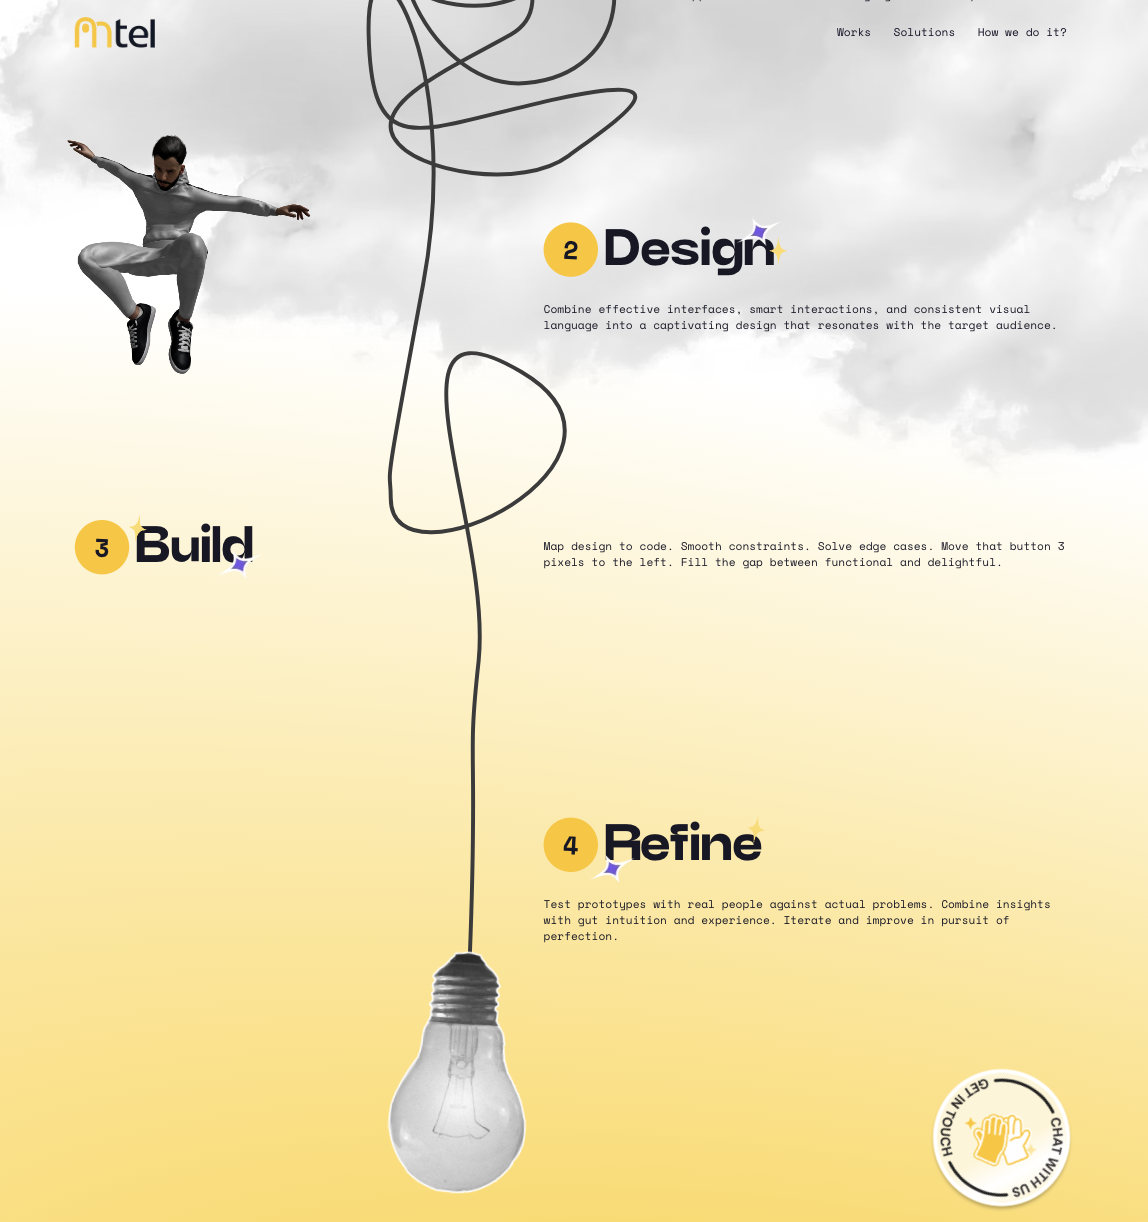 ntel
Works Solutions How we do it?
2 Design
Combine effective interfaces, smart interactions, and consistent visual
language into a captivating design that resonates with the target audience.
3 Build
Map design to code. Smooth constraints. Solve edge cases. Move that button 3
pixels to the left. Fill the gap between functional and delightful.
4 Refine
Test prototypes with real people against actual problems. Combine insights
with gut intuition and experience. Iterate and improve in pursuit of
perfection.
GET IN TOUCH
CHAT WITH US